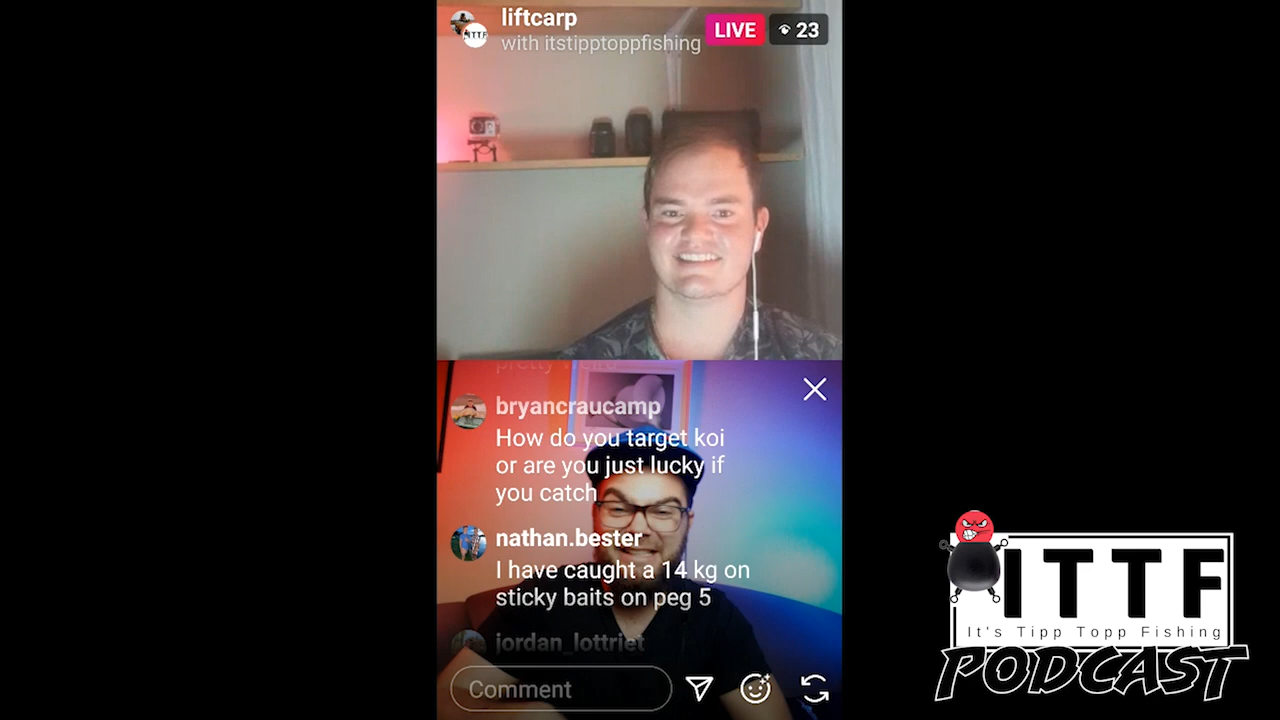 liftcarp
with itstipptoppfishing
LIVE
23
bryancraucamp
How do you target koi
or are you just lucky if
you catch
nathan.bester
I have caught a 14 kg on
sticky baits on peg 5
jordan_lottriet
Comment
ITTF
It's Tipp Topp Fishing
PODCAST